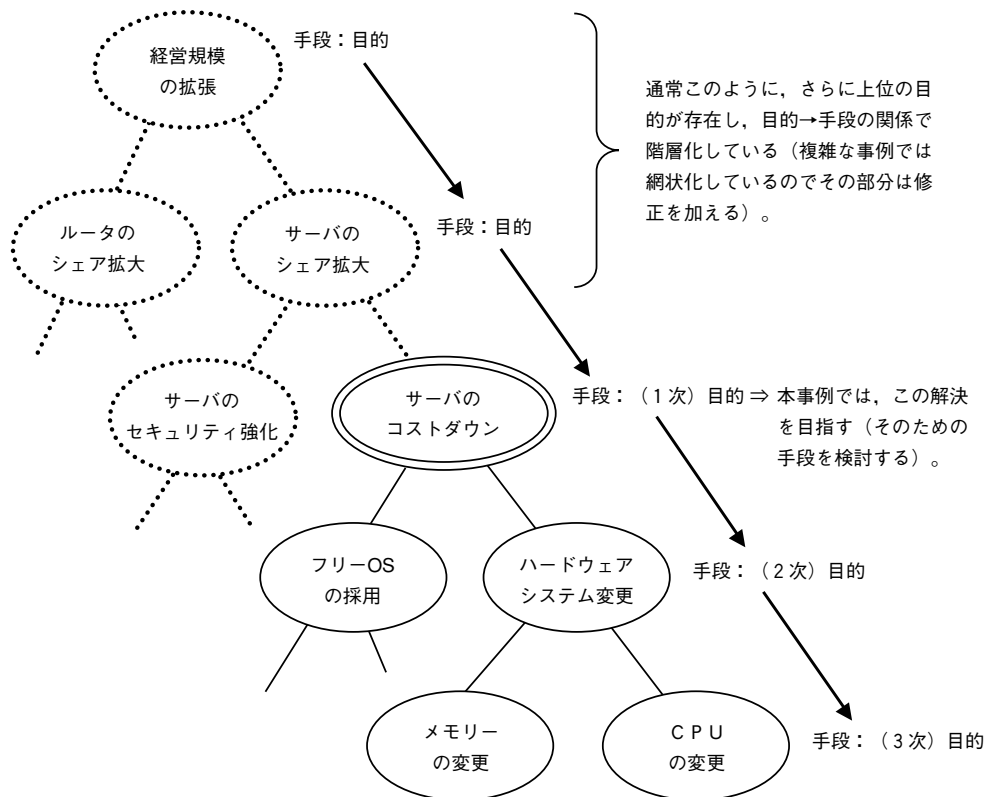 経営規模
の拡張
手段：目的
通常このように，さらに上位の目
的が存在し，目的→手段の関係で
階層化している（複雑な事例では
網状化しているのでその部分は修
正を加える）。
ルータの
シェア拡大
サーバの
シェア拡大
手段：目的
サーバの
セキュリティ強化
サーバの
コストダウン
手段：（1次）目的 ⇒ 本事例では，この解決
を目指す（そのための
手段を検討する）。
フリーOS
の採用
ハードウェア
システム変更
手段：（2次）目的
メモリー
の変更
ＣＰＵ
の変更
手段：（3次）目的